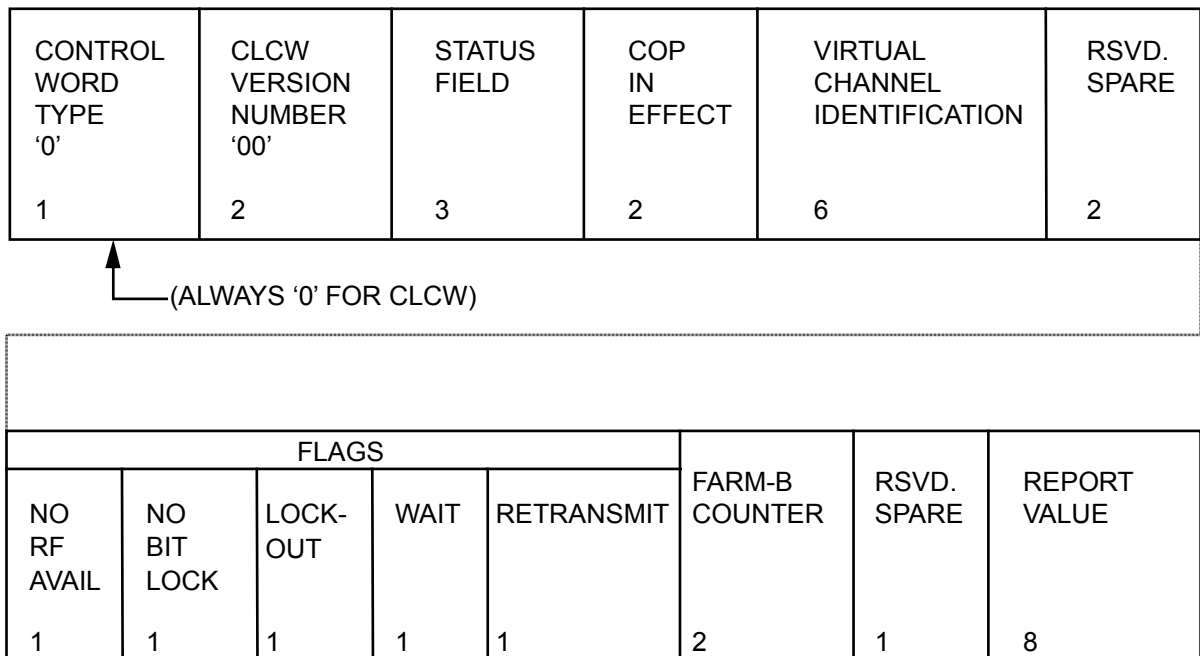 CONTROL
WORD
TYPE
‘0’
1
CLCW
VERSION
NUMBER
‘00’
2
STATUS
FIELD
3
COP
IN
EFFECT
2
VIRTUAL
CHANNEL
IDENTIFICATION
6
RSVD.
SPARE
2
(ALWAYS ‘0’ FOR CLCW)
FLAGS
NO
RF
AVAIL
1
NO
BIT
LOCK
1
LOCK-
OUT
1
WAIT
1
RETRANSMIT
1
FARM-B
COUNTER
2
RSVD.
SPARE
1
REPORT
VALUE
8